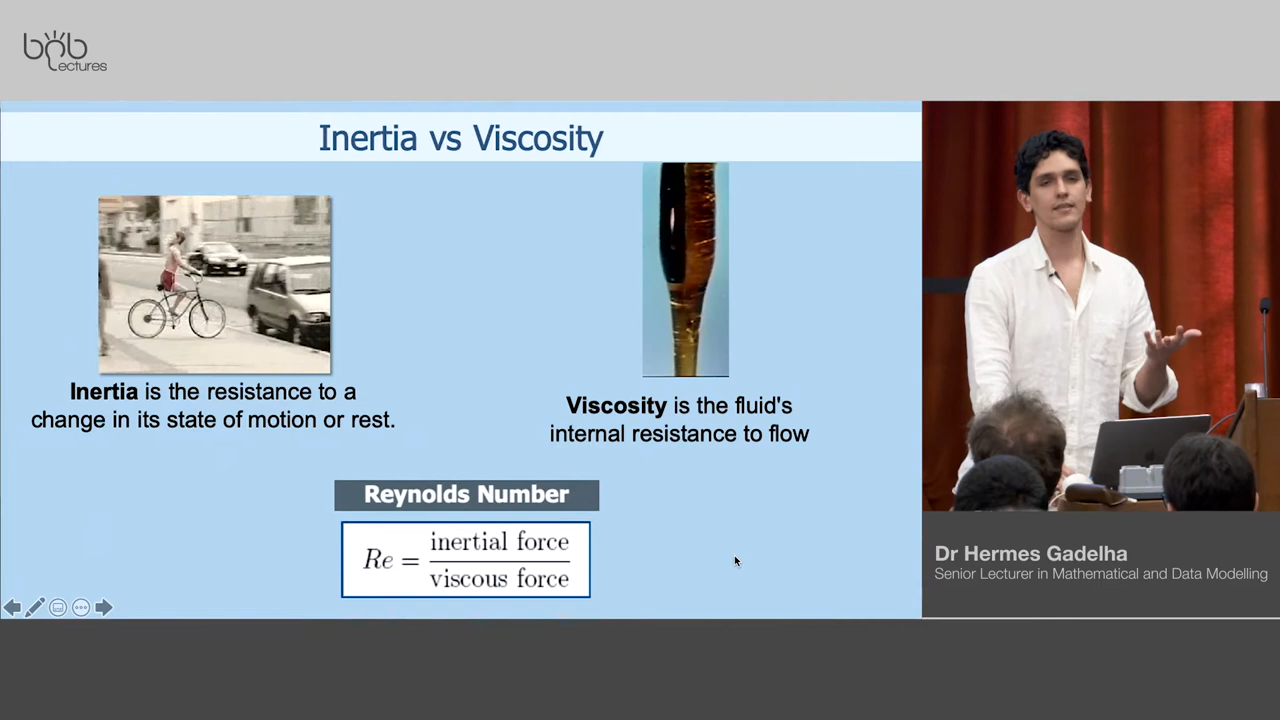 bnb
Lectures
Inertia vs Viscosity
Inertia is the resistance to a
change in its state of motion or rest.
Viscosity is the fluid's
internal resistance to flow
Reynolds Number
Re = inertial force
viscous force
Dr Hermes Gadelha
Senior Lecturer in Mathematical and Data Modelling